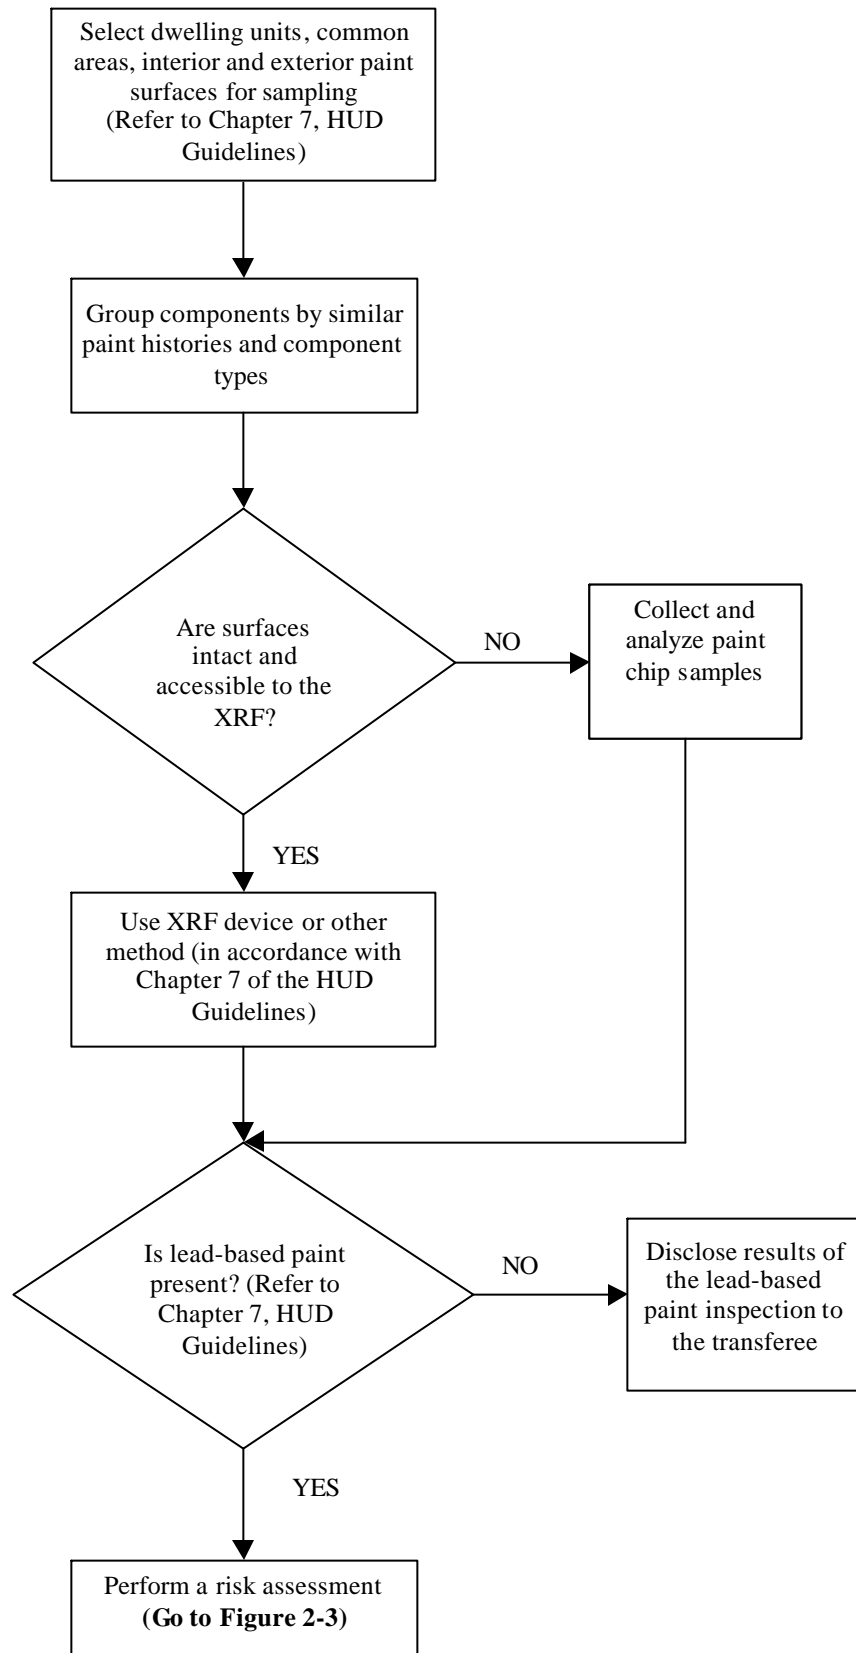 Select dwelling units, common
areas, interior and exterior paint
surfaces for sampling
(Refer to Chapter 7, HUD
Guidelines)
Group components by similar
paint histories and component
types
Are surfaces
intact and
accessible to the
XRF?
NO
Collect and
analyze paint
chip samples
YES
Use XRF device or other
method (in accordance with
Chapter 7 of the HUD
Guidelines)
Is lead-based paint
present? (Refer to
Chapter 7, HUD
Guidelines)
NO
Disclose results of
the lead-based
paint inspection to
the transferee
YES
Perform a risk assessment
(Go to Figure 2-3)